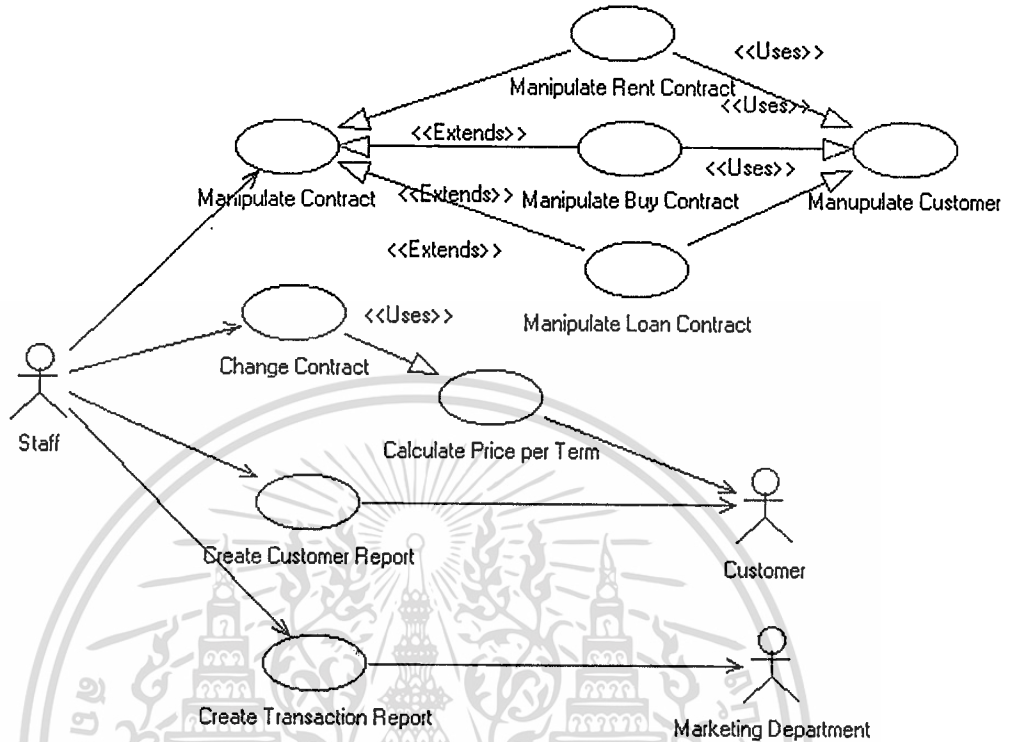 <<Uses>>
Manipulate Rent Contract
<<Uses>>
<<Extends>>
<<Uses>>
Manipulate Contract
<<Extends>>
Manipulate Buy Contract
Manupulate Customer
<<Extends>>
<<Uses>>
Manipulate Loan Contract
Change Contract
Staff
Calculate Price per Term
Create Customer Report
Customer
Create Transaction Report
Marketing Department